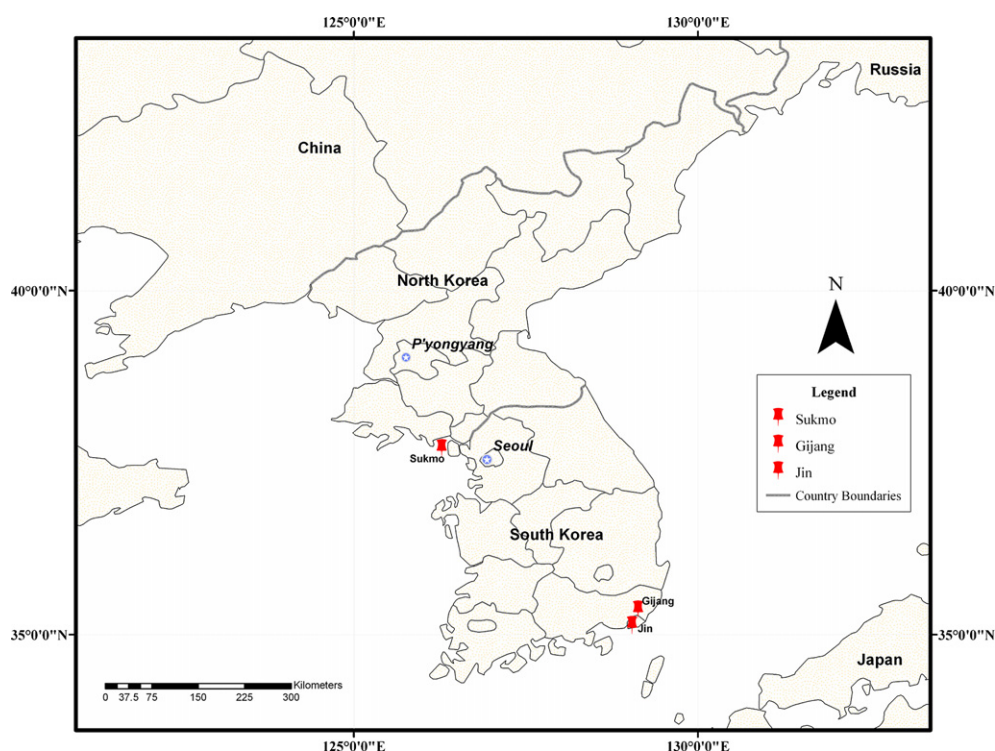 125°0'0"E
130°0'0"E
Russia
China
40°0'0"N
40°0'0"N
North Korea
N
P'yongyang
Legend
Sukmo
Gijang
Jin
Country Boundaries
Seoul
Sukmo
South Korea
Gijang
Jin
35°0'0"N
35°0'0"N
Japan
Kilometers
0 37.5 75 150 225 300
125°0'0"E
130°0'0"E